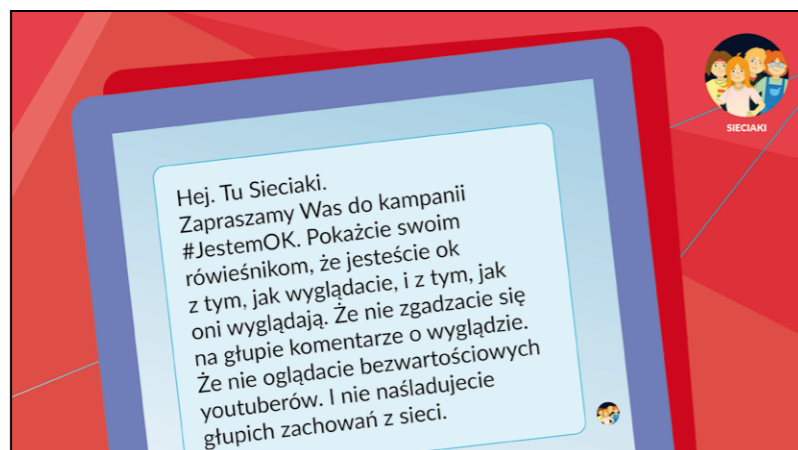 SIECIAKI
Hej. Tu Sieciaki.
Zapraszamy Was do kampanii
#JestemOK. Pokażcie swoim
rówieśnikom, że jesteście ok
z tym, jak wyglądacie, i z tym, jak
oni wyglądają. Że nie zgadzacie się
na głupie komentarze o wyglądzie.
Że nie oglądacie bezwartościowych
youtuberów. I nie naśladujecie
głupich zachowań z sieci.